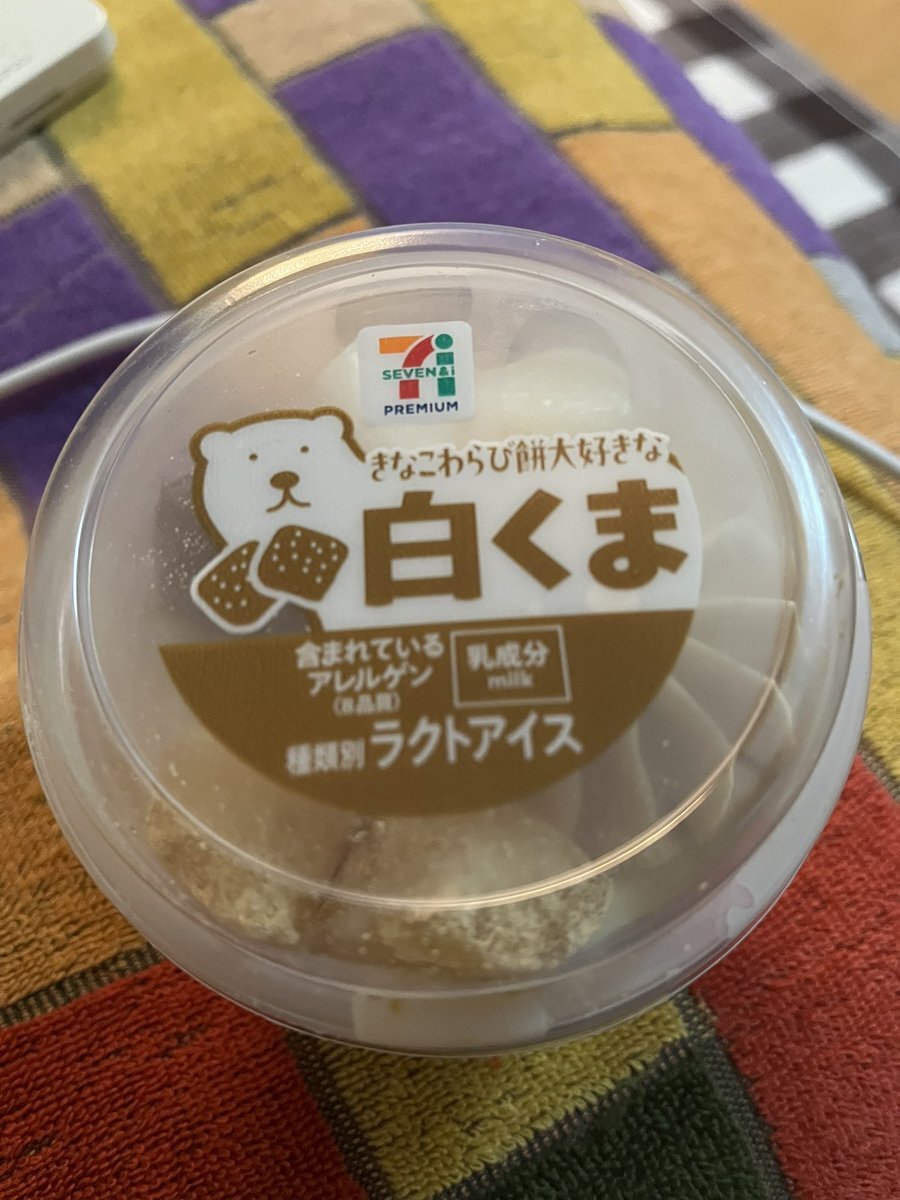 SEVEN&i
PREMIUM
きなこわらび餅大好きな
白くま
含まれている
アレルゲン
(8品目)
乳成分
milk
種類別 ラクトアイス